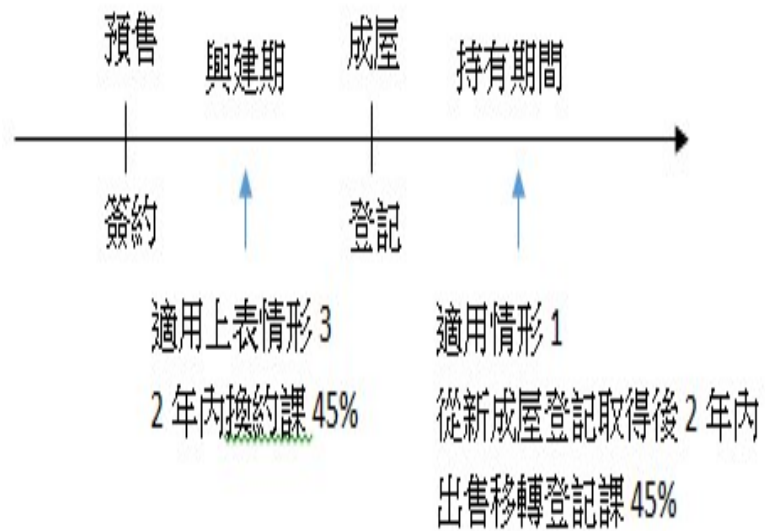 預售
興建期
成屋
持有期間
簽約
登記
適用上表情形 3
2 年內換約課 45%
適用情形 1
從新成屋登記取得後 2 年內
出售移轉登記課 45%